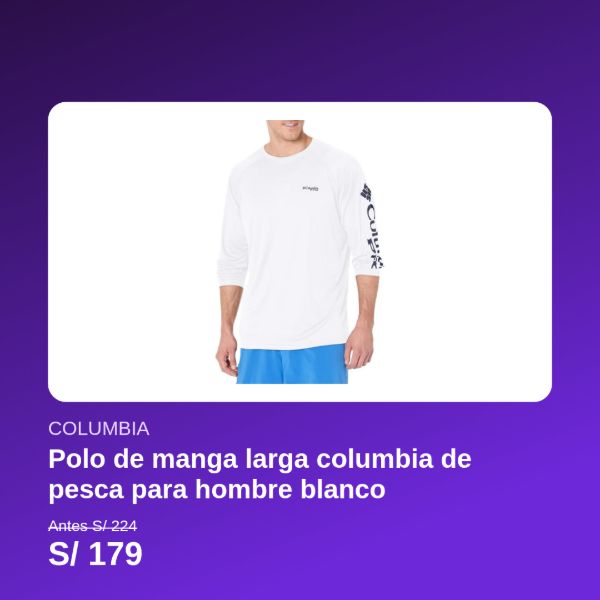 COLUMBIA
Polo de manga larga columbia de
pesca para hombre blanco
Antes S/ 224
S/ 179